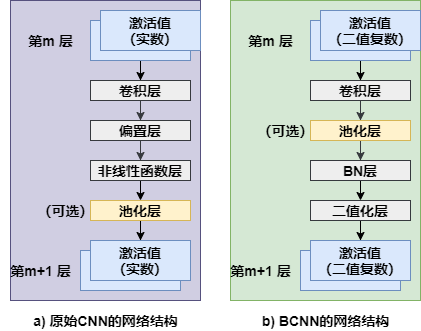 第m 层
激活值
（实数）
卷积层
偏置层
非线性函数层
（可选）
池化层
第m+1 层
激活值
（实数）
a) 原始CNN的网络结构
第m 层
激活值
（二值复数）
卷积层
（可选）
池化层
BN层
二值化层
第m+1 层
激活值
（二值复数）
b) BCNN的网络结构